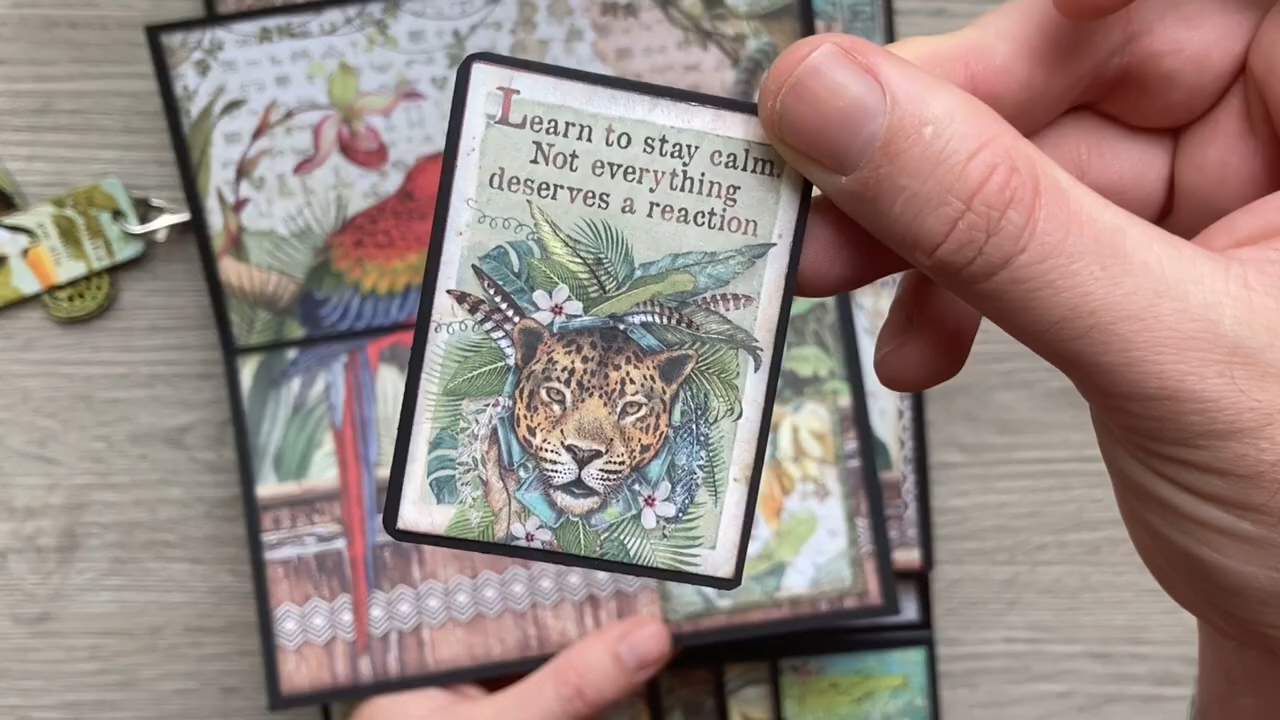 Learn to stay calm.
Not everything
deserves a reaction